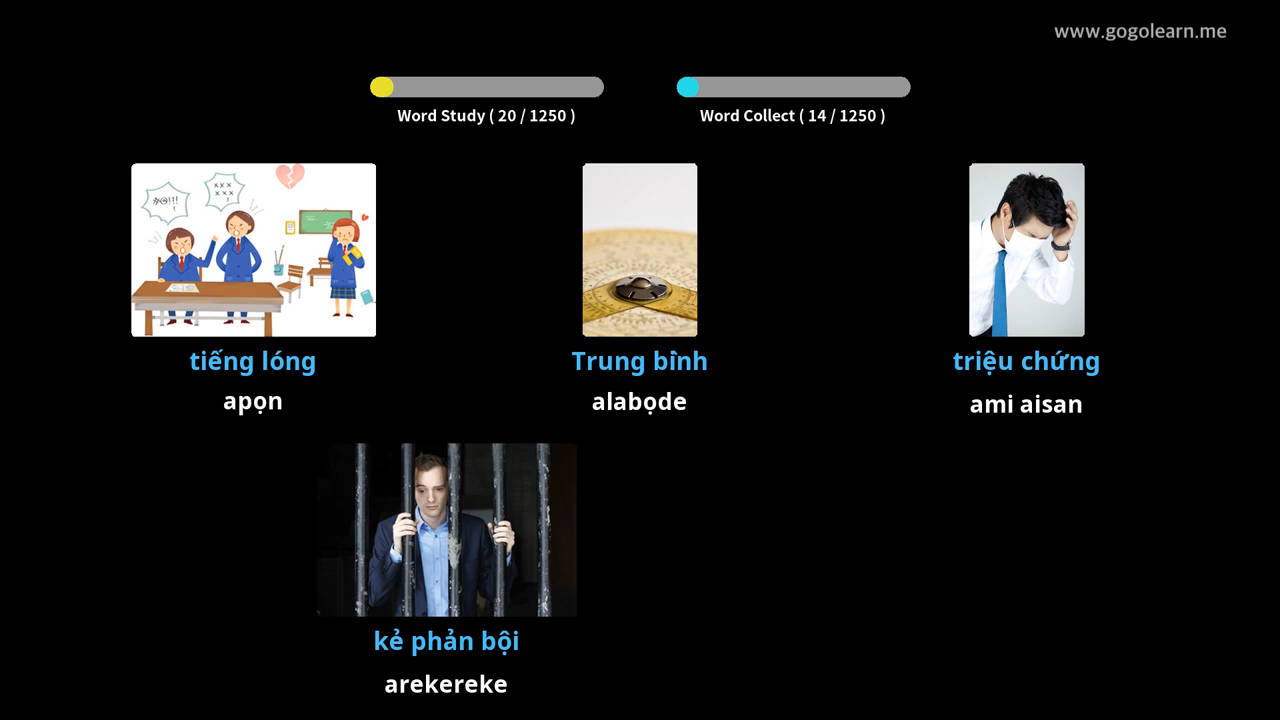 www.gogolearn.me
Word Study ( 20 / 1250 )
Word Collect ( 14 / 1250 )
tiếng lóng
apọn
Trung bình
alabọde
triệu chứng
ami aisan
kẻ phản bội
arekereke